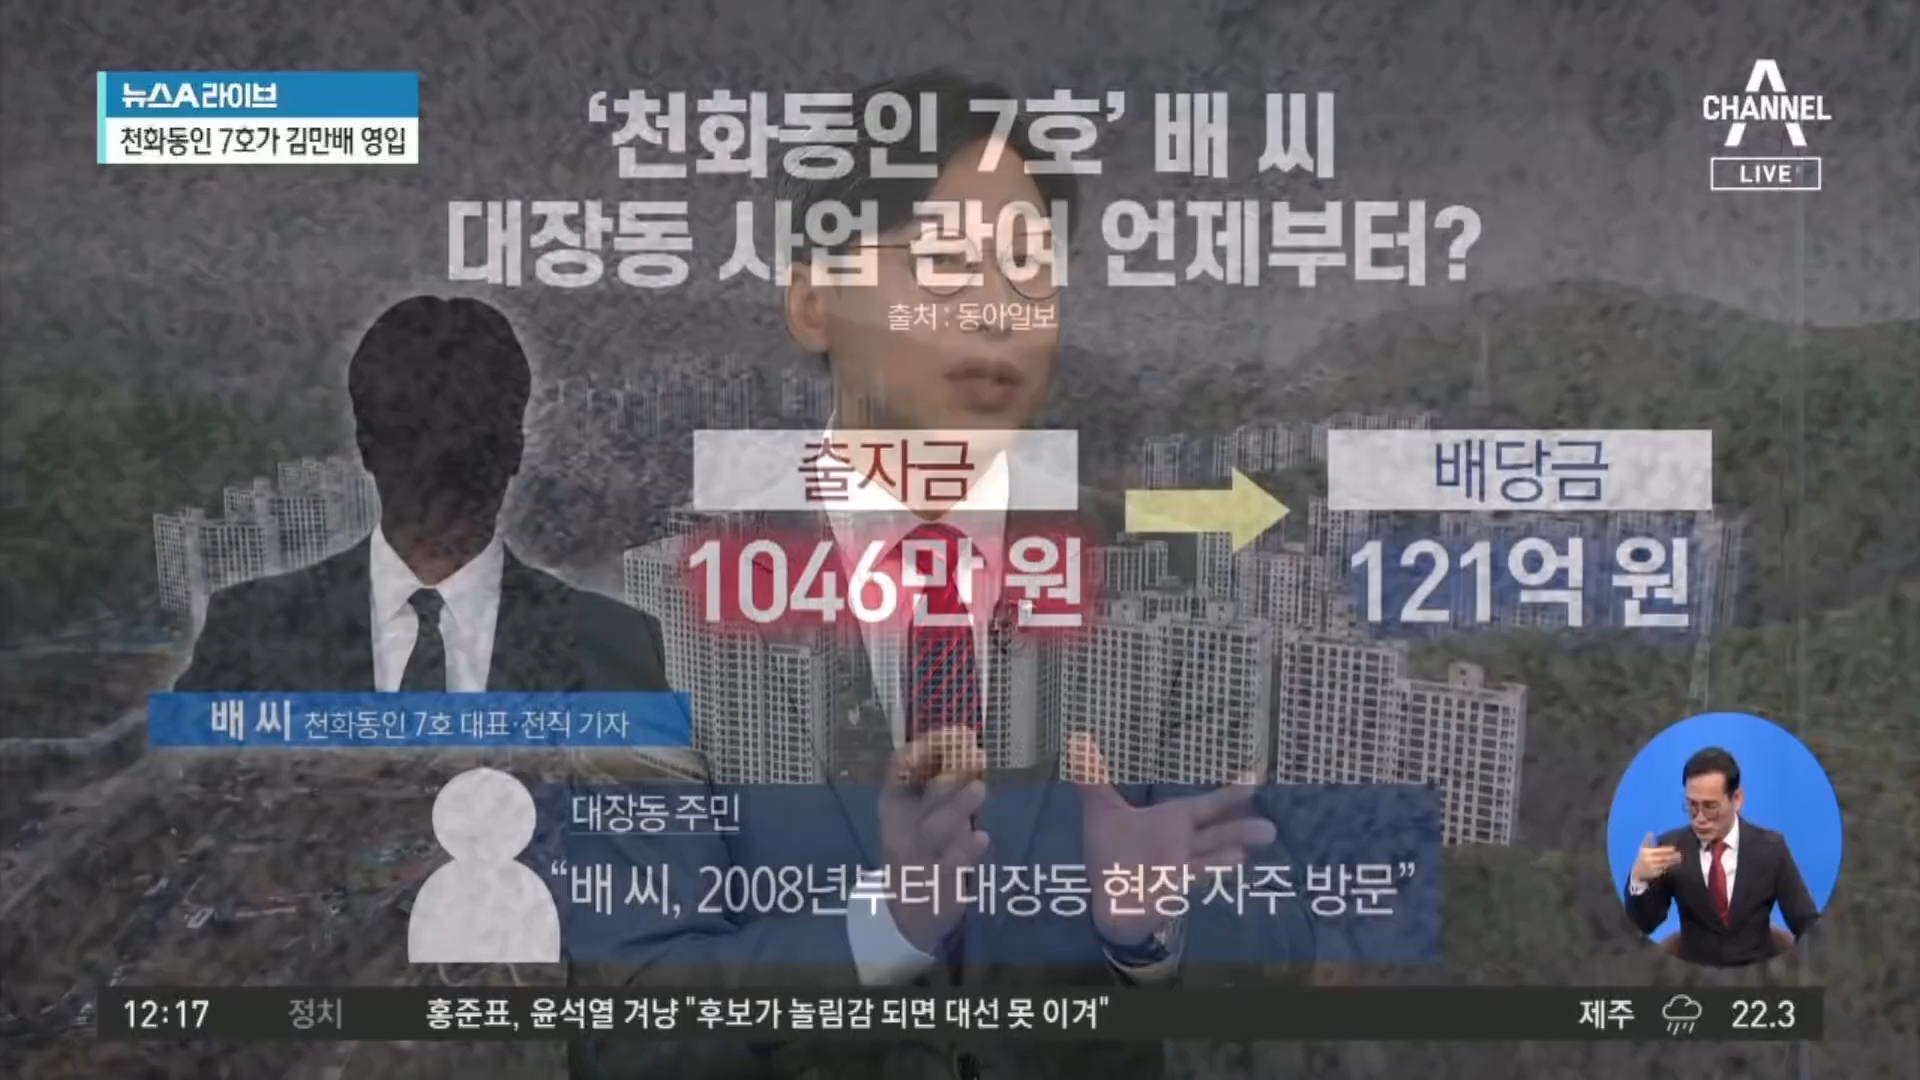 뉴스A 라이브
천화동인 7호가 김만배 영입
CHANNEL A
LIVE
‘천화동인 7호’ 배 씨
대장동 사업 관여 언제부터?
출처 : 동아일보
출자금
1046만 원
배당금
121억 원
배 씨 천화동인 7호 대표·전직 기자
대장동 주민
“배 씨, 2008년부터 대장동 현장 자주 방문”
12:17 정치 홍준표, 윤석열 겨냥 "후보가 놀림감 되면 대선 못 이겨" 제주 22.3